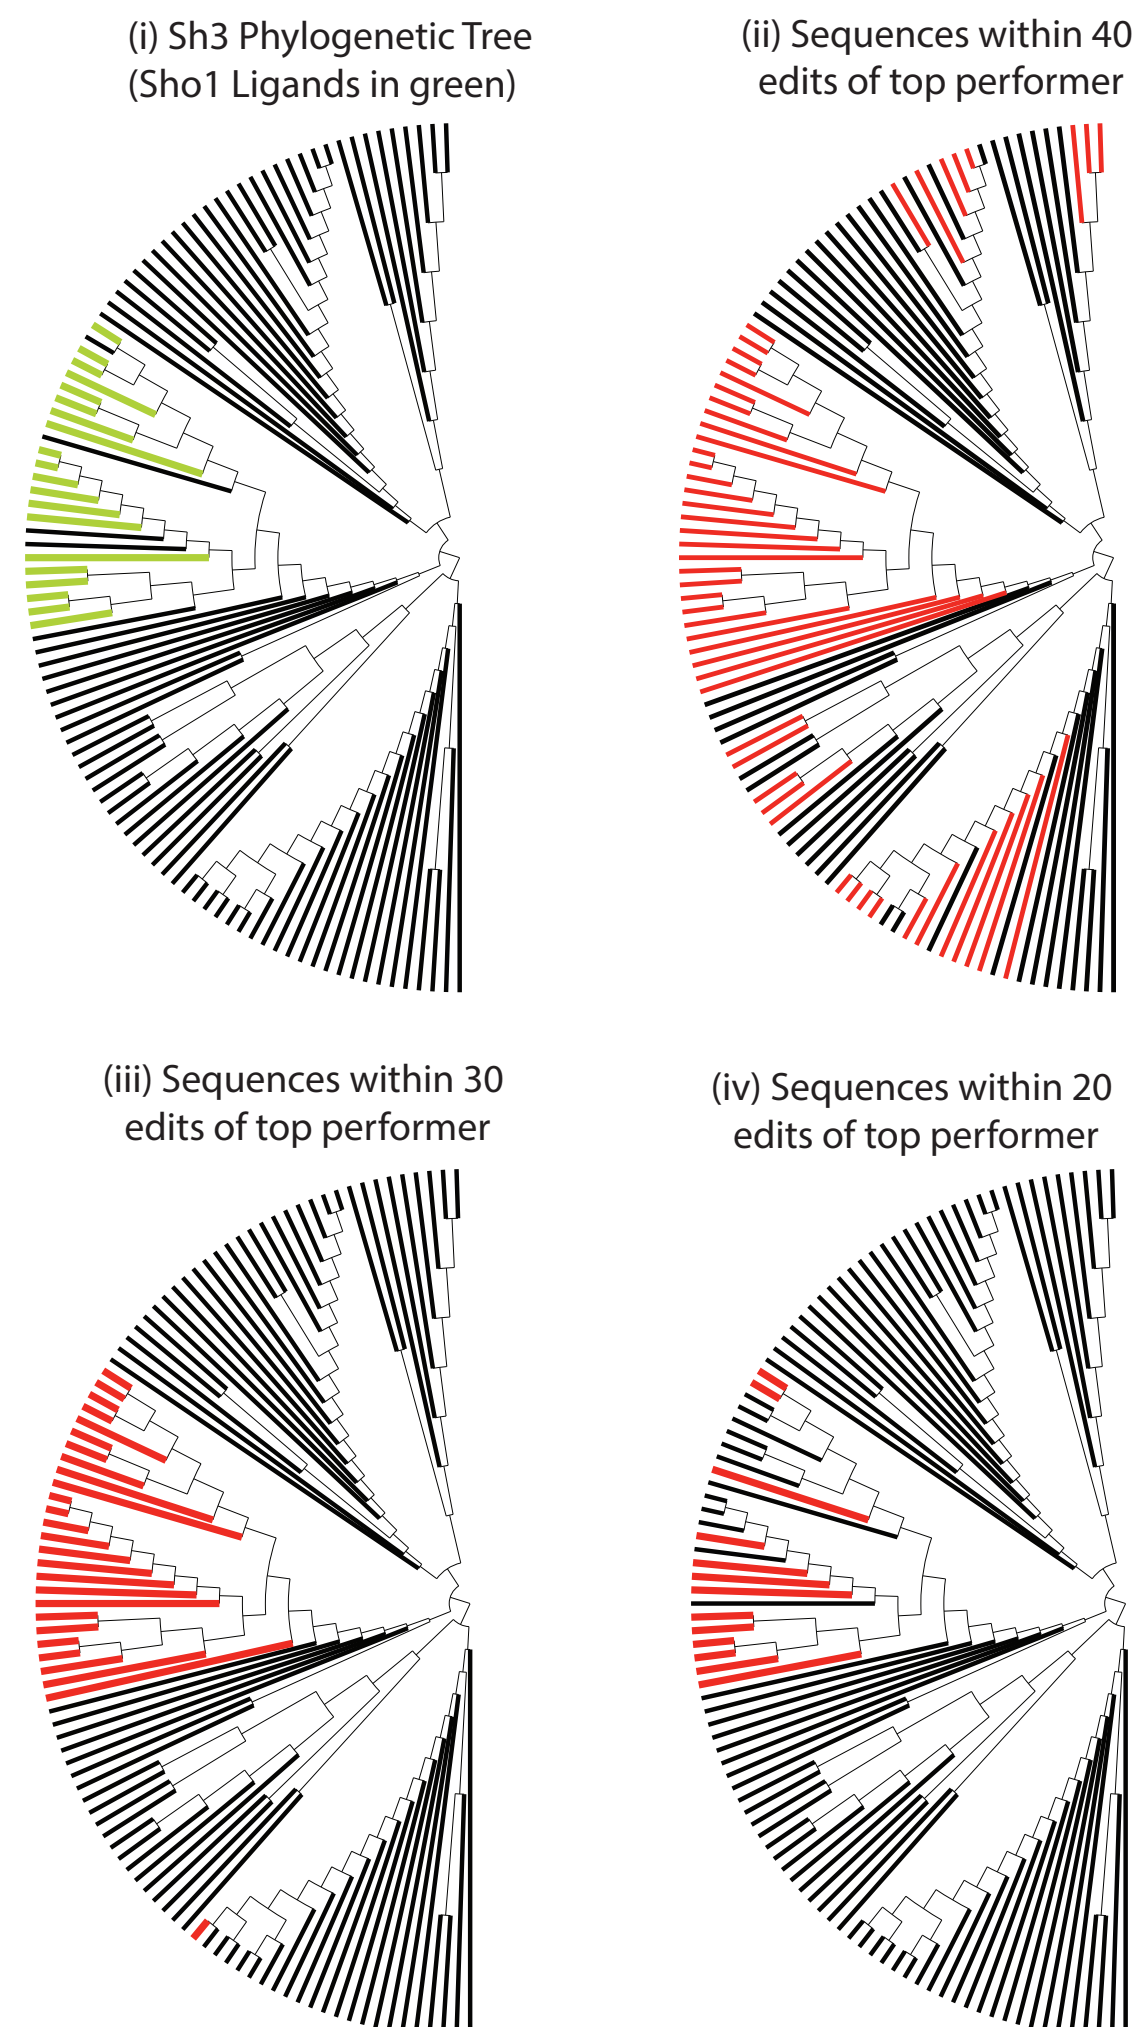 (i) Sh3 Phylogenetic Tree
(Sho1 Ligands in green)
(ii) Sequences within 40
edits of top performer
(iii) Sequences within 30
edits of top performer
(iv) Sequences within 20
edits of top performer